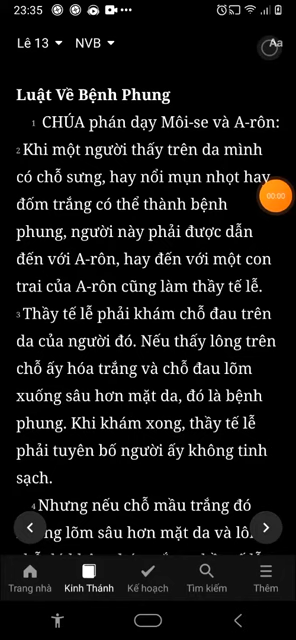 23:35
Lê 13 NVB Aa
Luật Về Bệnh Phung
1 CHÚA phán dạy Môi-se và A-rôn:
2 Khi một người thấy trên da mình
có chỗ sưng, hay nổi mụn nhọt hay
đốm trắng có thể thành bệnh
00:00
phung, người này phải được dẫn
đến với A-rôn, hay đến với một con
trai của A-rôn cũng làm thầy tế lễ.
3 Thầy tế lễ phải khám chỗ đau trên
da của người đó. Nếu thấy lông trên
chỗ ấy hóa trắng và chỗ đau lõm
xuống sâu hơn mặt da, đó là bệnh
phung. Khi khám xong, thầy tế lễ
phải tuyên bố người ấy không tinh
sạch.
4 Nhưng nếu chỗ mầu trắng đó
lõm sâu hơn mặt da và
Trang nhà Kinh Thánh Kế hoạch Tìm kiếm Thêm